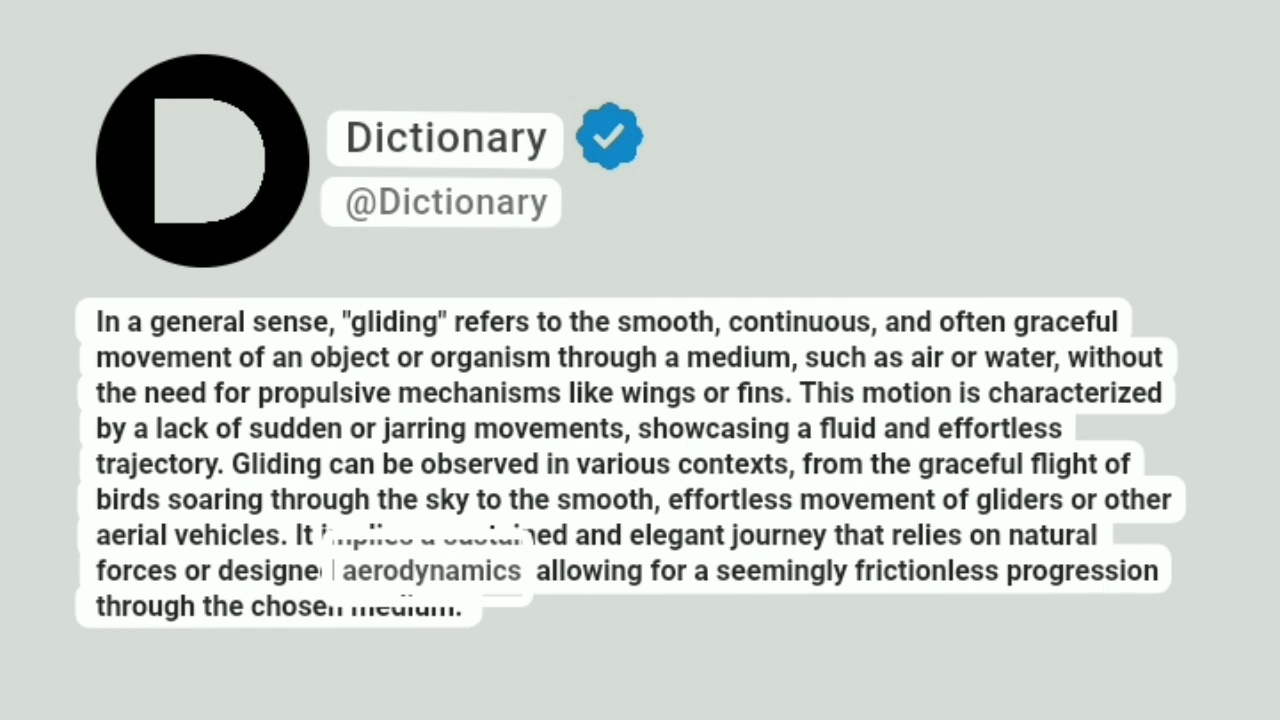 D
Dictionary
@Dictionary
In a general sense, "gliding" refers to the smooth, continuous, and often graceful
movement of an object or organism through a medium, such as air or water, without
the need for propulsive mechanisms like wings or fins. This motion is characterized
by a lack of sudden or jarring movements, showcasing a fluid and effortless
trajectory. Gliding can be observed in various contexts, from the graceful flight of
birds soaring through the sky to the smooth, effortless movement of gliders or other
aerial vehicles. It implies a sustained and elegant journey that relies on natural
forces or designed aerodynamics allowing for a seemingly frictionless progression
through the chosen medium.